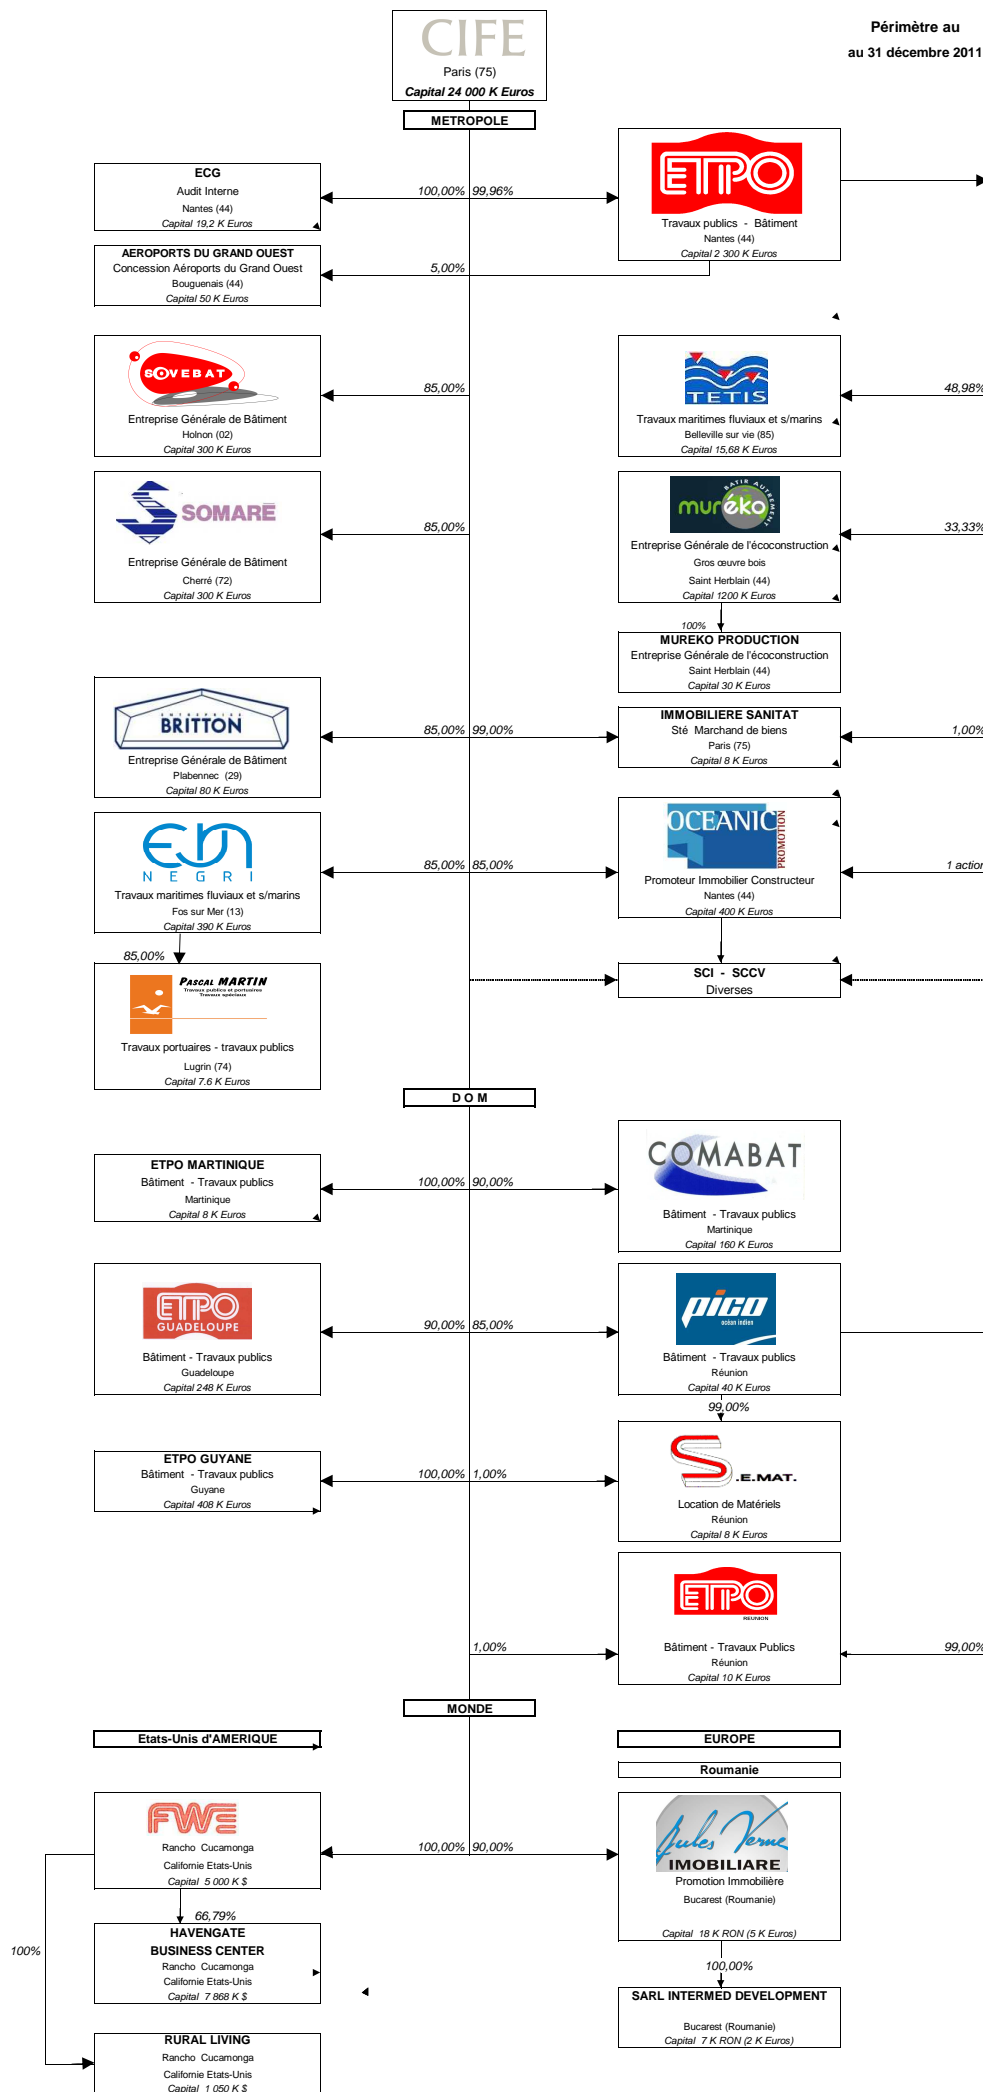 CIFE
Paris (75)
Capital 24 000 K Euros
Périmètre au
au 31 décembre 2011
METROPOLE
ECG
Audit Interne
Nantes (44)
Capital 19,2 K Euros
100,00% 99,96%
ETPO
Travaux publics - Bâtiment
Nantes (44)
Capital 2 300 K Euros
AEROPORTS DU GRAND OUEST
Concession Aéroports du Grand Ouest
Bouguenais (44)
Capital 50 K Euros
5,00%
SOVEBAT
Entreprise Générale de Bâtiment
Holnon (02)
Capital 300 K Euros
85,00%
TETIS
Travaux maritimes fluviaux et s/marins
Belleville sur vie (85)
Capital 15,68 K Euros
48,98%
SOMARE
Entreprise Générale de Bâtiment
Cherré (72)
Capital 300 K Euros
85,00%
BATIR AUTREMENT
muréko
Entreprise Générale de l'écoconstruction
Gros œuvre bois
Saint Herblain (44)
Capital 1200 K Euros
33,33%
100%
MUREKO PRODUCTION
Entreprise Générale de l'écoconstruction
Saint Herblain (44)
Capital 30 K Euros
ENTREPRISE
BRITTON
Entreprise Générale de Bâtiment
Plabennec (29)
Capital 80 K Euros
85,00% 99,00%
IMMOBILIERE SANITAT
Sté Marchand de biens
Paris (75)
Capital 8 K Euros
1,00%
EM
NEGRI
Travaux maritimes fluviaux et s/marins
Fos sur Mer (13)
Capital 390 K Euros
85,00% 85,00%
OCEANIC
PROMOTION
Promoteur Immobilier Constructeur
Nantes (44)
Capital 400 K Euros
1 action
85,00%
PASCAL MARTIN
Travaux publics et portuaires
Travaux spéciaux
Travaux portuaires - travaux publics
Lugrin (74)
Capital 7.6 K Euros
SCI - SCCV
Diverses
D O M
ETPO MARTINIQUE
Bâtiment - Travaux publics
Martinique
Capital 8 K Euros
100,00% 90,00%
COMABAT
Bâtiment - Travaux publics
Martinique
Capital 160 K Euros
ETPO
GUADELOUPE
Bâtiment - Travaux publics
Guadeloupe
Capital 248 K Euros
90,00% 85,00%
pico
océan indien
Bâtiment - Travaux publics
Réunion
Capital 40 K Euros
99,00%
ETPO GUYANE
Bâtiment - Travaux publics
Guyane
Capital 408 K Euros
100,00% 1,00%
S.E.MAT.
Location de Matériels
Réunion
Capital 8 K Euros
ETPO
REUNION
Bâtiment - Travaux Publics
Réunion
Capital 10 K Euros
1,00%
99,00%
MONDE
Etats-Unis d'AMERIQUE
EUROPE
Roumanie
FWE
Rancho Cucamonga
Californie Etats-Unis
Capital 5 000 K $
100,00% 90,00%
Jules Verne
IMOBILIARE
Promotion Immobilière
Bucarest (Roumanie)
Capital 18 K RON (5 K Euros)
66,79%
100%
HAVENGATE
BUSINESS CENTER
Rancho Cucamonga
Californie Etats-Unis
Capital 7 868 K $
100,00%
SARL INTERMED DEVELOPMENT
Bucarest (Roumanie)
Capital 7 K RON (2 K Euros)
RURAL LIVING
Rancho Cucamonga
Californie Etats-Unis
Capital 1 050 K $